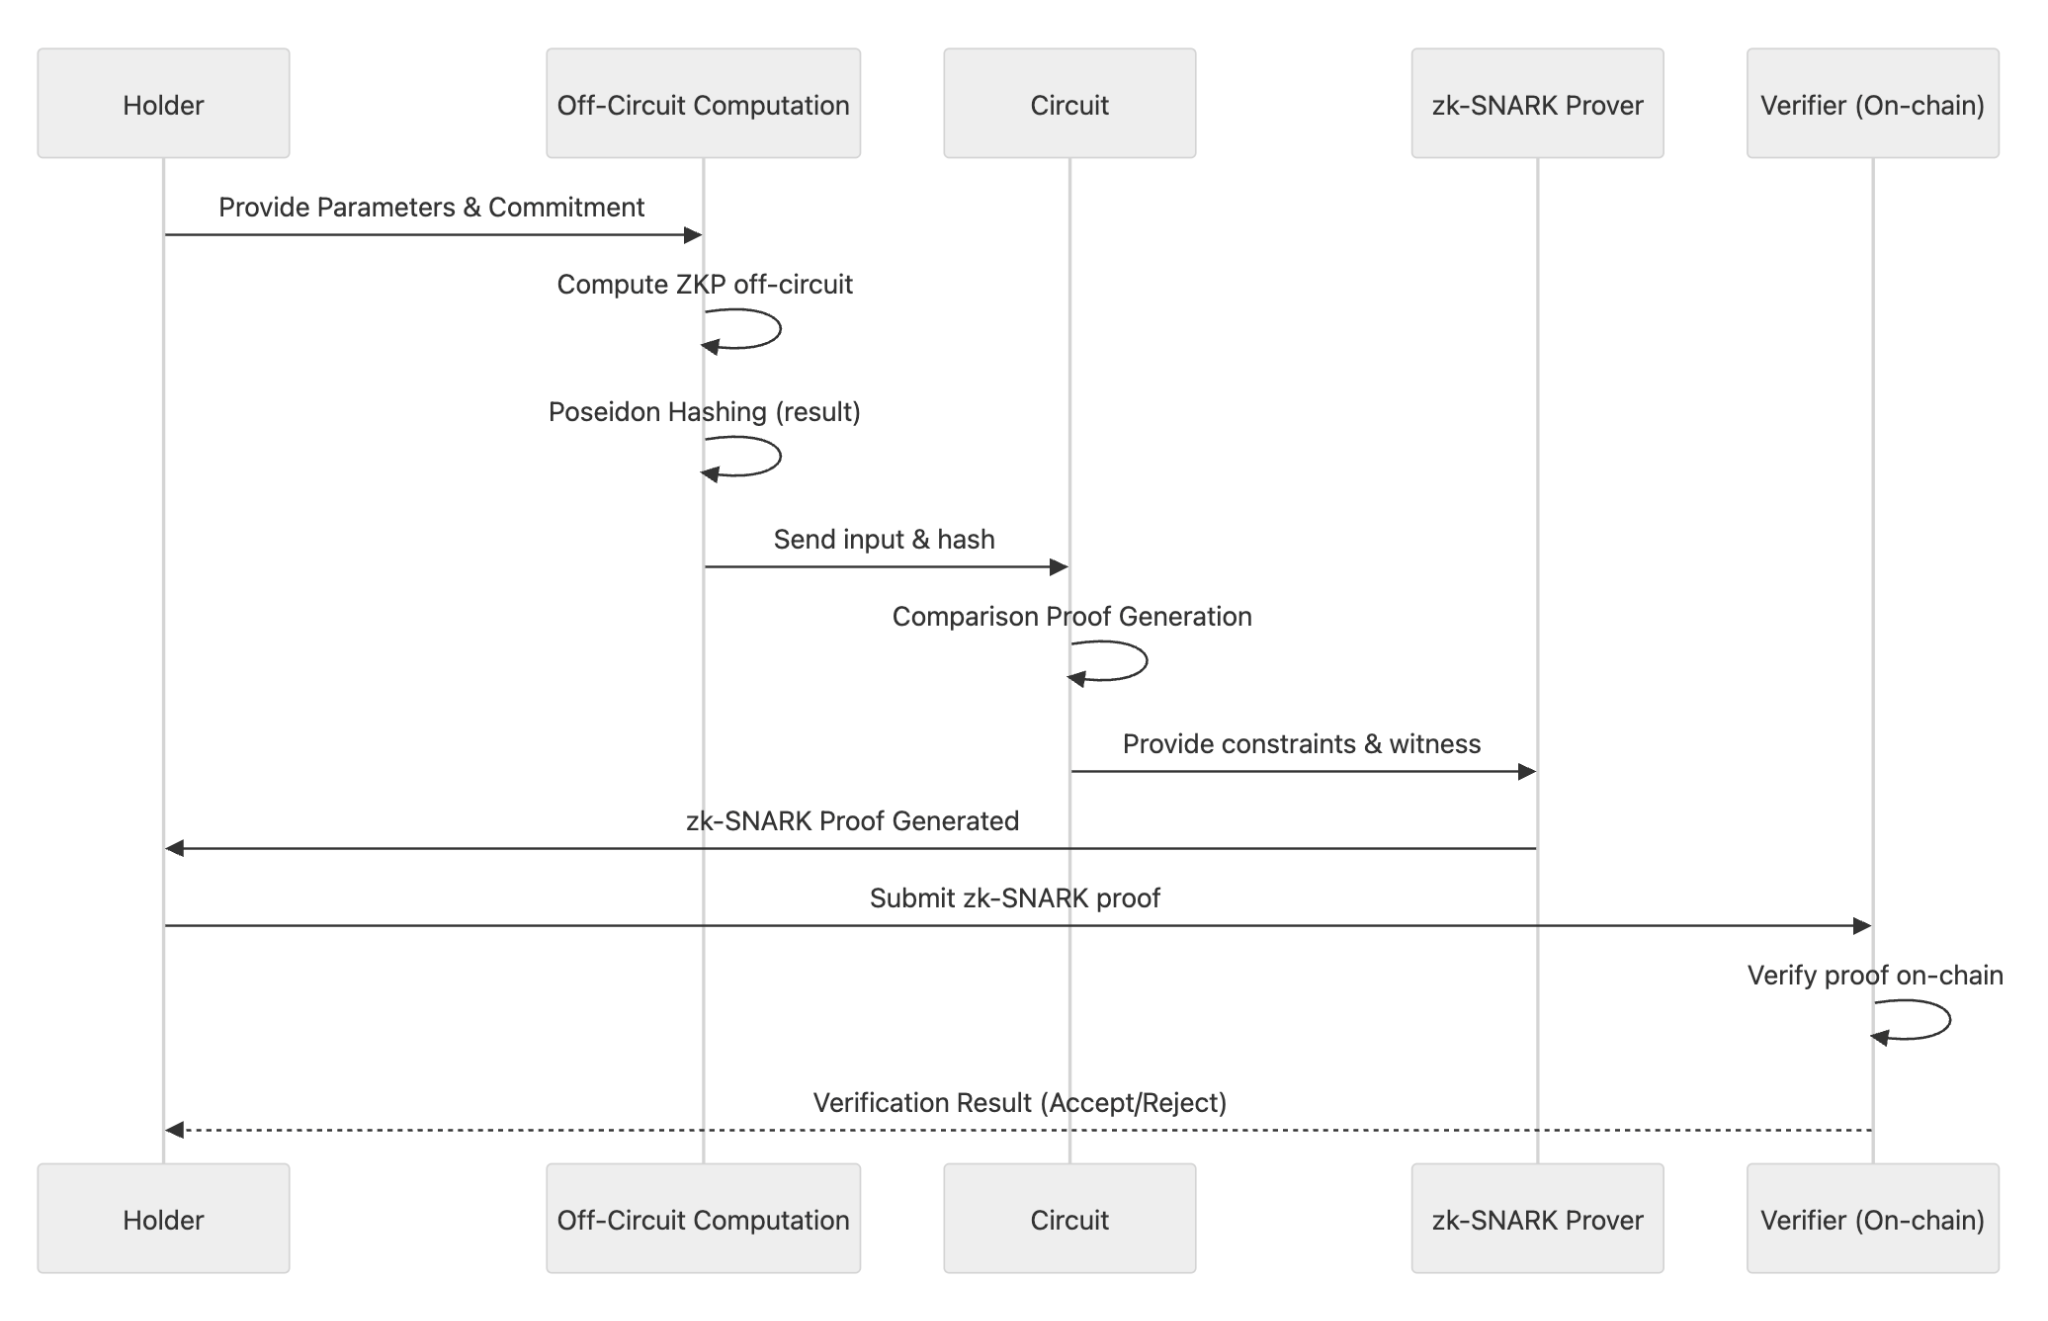 Holder
Off-Circuit Computation
Circuit
zk-SNARK Prover
Verifier (On-chain)
Provide Parameters & Commitment
Compute ZKP off-circuit
Poseidon Hashing (result)
Send input & hash
Comparison Proof Generation
Provide constraints & witness
zk-SNARK Proof Generated
Submit zk-SNARK proof
Verify proof on-chain
Verification Result (Accept/Reject)
Holder
Off-Circuit Computation
Circuit
zk-SNARK Prover
Verifier (On-chain)